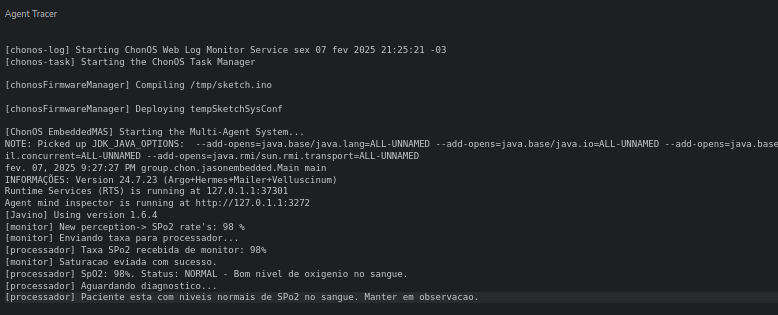 Agent Tracer
[chonos-log] Starting ChonOS Web Log Monitor Service sex 07 fev 2025 21:25:21 -03
[chonos-task] Starting the ChonOS Task Manager
[chonosFirmwareManager] Compiling /tmp/sketch.ino
[chonosFirmwareManager] Deploying tempSketchSysConf
[ChonOS EmbeddedMAS] Starting the Multi-Agent System...
NOTE: Picked up JDK_JAVA_OPTIONS:  --add-opens=java.base/java.lang=ALL-UNNAMED --add-opens=java.base/java.io=ALL-UNNAMED --add-opens=java.base
il.concurrent=ALL-UNNAMED --add-opens=java.rmi/sun.rmi.transport=ALL-UNNAMED
fev. 07, 2025 9:27:27 PM group.chon.jasonembedded.Main main
INFORMAÇÕES: Version 24.7.23 (Argo+Hermes+Mailer+Velluscinum)
Runtime Services (RTS) is running at 127.0.1.1:37301
Agent mind inspector is running at http://127.0.1.1:3272
[Javino] Using version 1.6.4
[monitor] New perception-> SPo2 rate's: 98 %
[monitor] Enviando taxa para processador...
[processador] Taxa SPo2 recebida de monitor: 98%
[monitor] Saturacao eviada com sucesso.
[processador] SpO2: 98%. Status: NORMAL - Bom nivel de oxigenio no sangue.
[processador] Aguardando diagnostico...
[processador] Paciente esta com niveis normais de SPo2 no sangue. Manter em observacao.